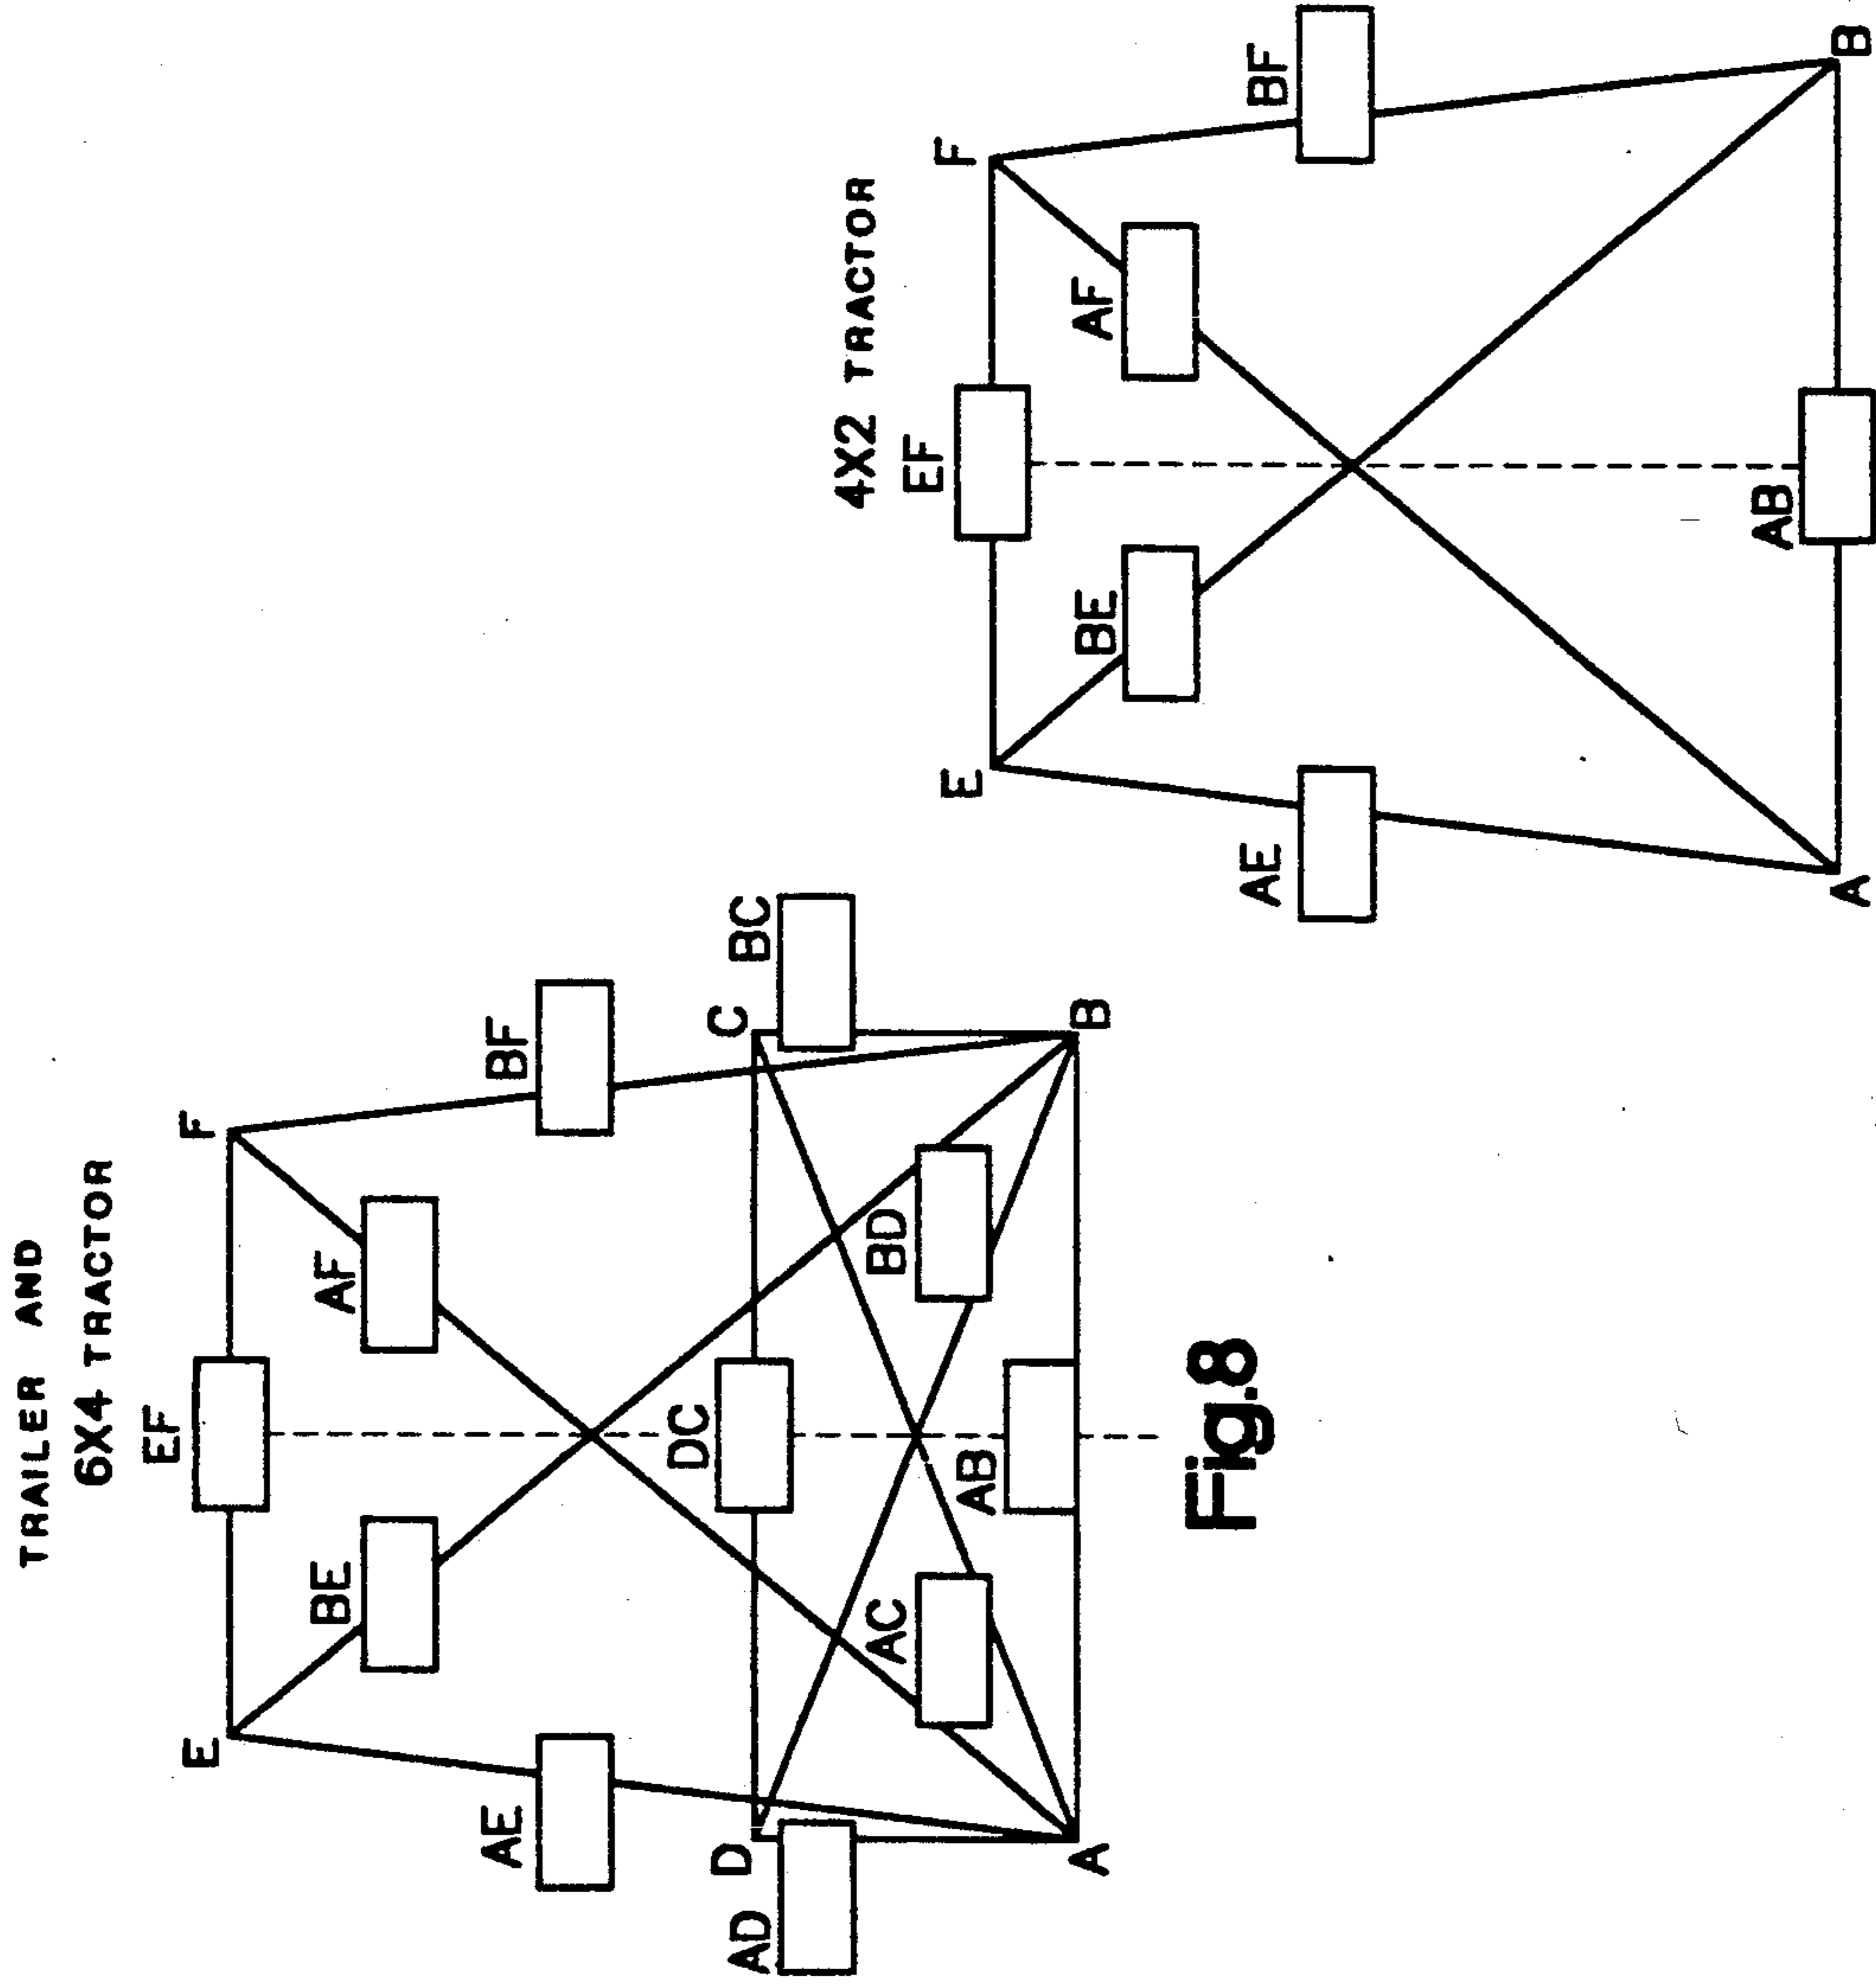 TRAILER AND
6X4 TRACTOR
EF
E
F
BE
AF
AE
BF
DC
D
C
AD
BC
AC
BD
AB
A
B
4X2 TRACTOR
EF
E
F
BE
AF
AE
BF
AB
A
B
Fig.8